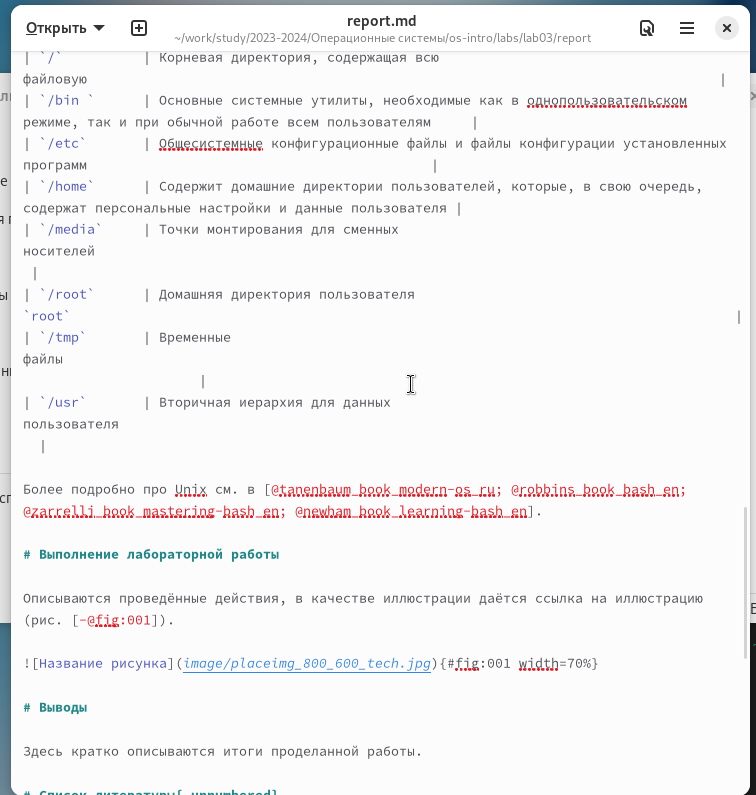 Открыть
report.md
~/work/study/2023-2024/Операционные системы/os-intro/labs/lab03/report
| `/` | Корневая директория, содержащая всю
файловую |
| `/bin ` | Основные системные утилиты, необходимые как в однопользовательском
режиме, так и при обычной работе всем пользователям |
| `/etc` | Общесистемные конфигурационные файлы и файлы конфигурации установленных
программ |
| `/home` | Содержит домашние директории пользователей, которые, в свою очередь,
содержат персональные настройки и данные пользователя |
| `/media` | Точки монтирования для сменных
носителей
|
| `/root` | Домашняя директория пользователя
`root` |
| `/tmp` | Временные
файлы
|
| `/usr` | Вторичная иерархия для данных
пользователя
|
Более подробно про Unix см. в [@tanenbaum_book_modern-os_ru; @robbins_book_bash_en;
@zarrelli_book_mastering-bash_en; @newham_book_learning-bash_en].
# Выполнение лабораторной работы
Описываются проведённые действия, в качестве иллюстрации даётся ссылка на иллюстрацию
(рис. [-@fig:001]).
![Название рисунка](image/placeimg_800_600_tech.jpg){#fig:001 width=70%}
# Выводы
Здесь кратко описываются итоги проделанной работы.
# Список литературы{.unnumbered}